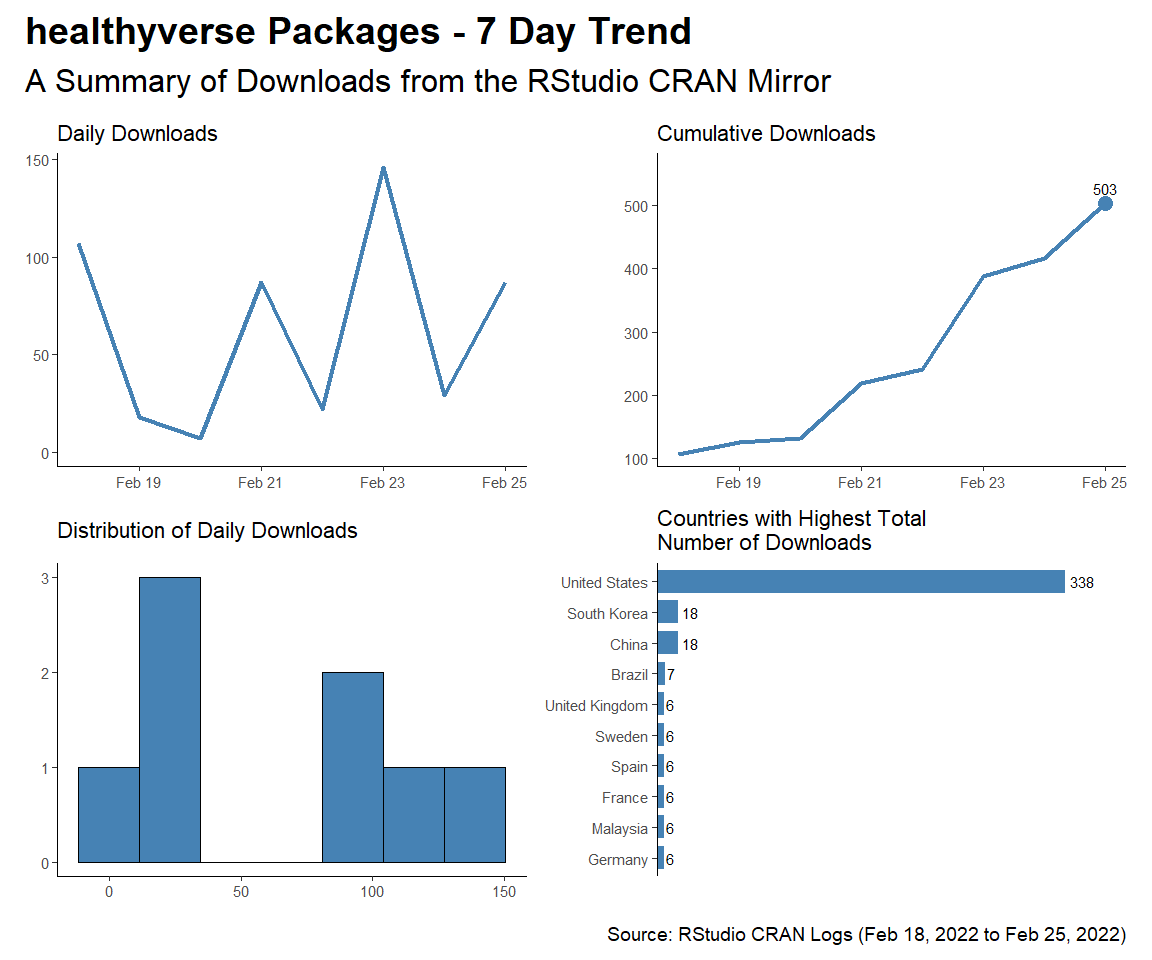 healthyverse Packages - 7 Day Trend
A Summary of Downloads from the RStudio CRAN Mirror
Daily Downloads
150
100
50
0
Feb 19 Feb 21 Feb 23 Feb 25
Cumulative Downloads
503
500
400
300
200
100
Feb 19 Feb 21 Feb 23 Feb 25
Distribution of Daily Downloads
3
2
1
0
0 50 100 150
Countries with Highest Total
Number of Downloads
United States 338
South Korea 18
China 18
Brazil 7
United Kingdom 6
Sweden 6
Spain 6
France 6
Malaysia 6
Germany 6
Source: RStudio CRAN Logs (Feb 18, 2022 to Feb 25, 2022)